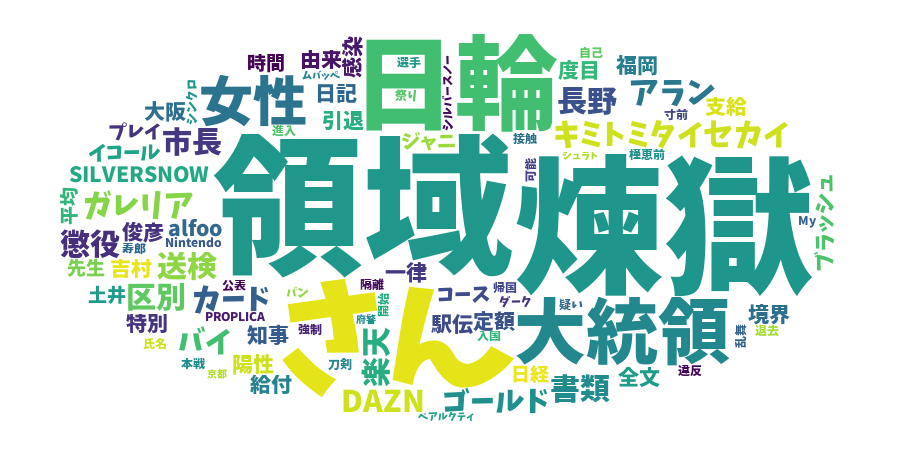 日輪
選手
自己
度目
福岡
時間
由来
感染
ムバッペ
シルバースノー
女性
日記
祭り
長野
アラン
寸前
支給
大阪
シンクロ
引退
プレイ
市長
進入
ジャニ
接触
キミトミタイセカイ
イコール
領域
煉獄
可能
シュラト
樺恵前
SILVERSNOW
平均
ガレリア
My
ブラッシュ
懲役
俊彦
alfoo
寿郎
Nintendo
先生
吉村
送検
一律
土井
区別
カード
公表
隔離
さん
コース
帰国
ダーク
疑い
大統領
境界
特別
PROPLICA
パン
開始
府警
駅伝
定額
入国
退去
乱舞
氏名
バイ
知事
強制
楽天
本戦
京都
陽性
給付
刀剣
日経
書類
全文
違反
DAZN
ゴールド
ベアルクティ